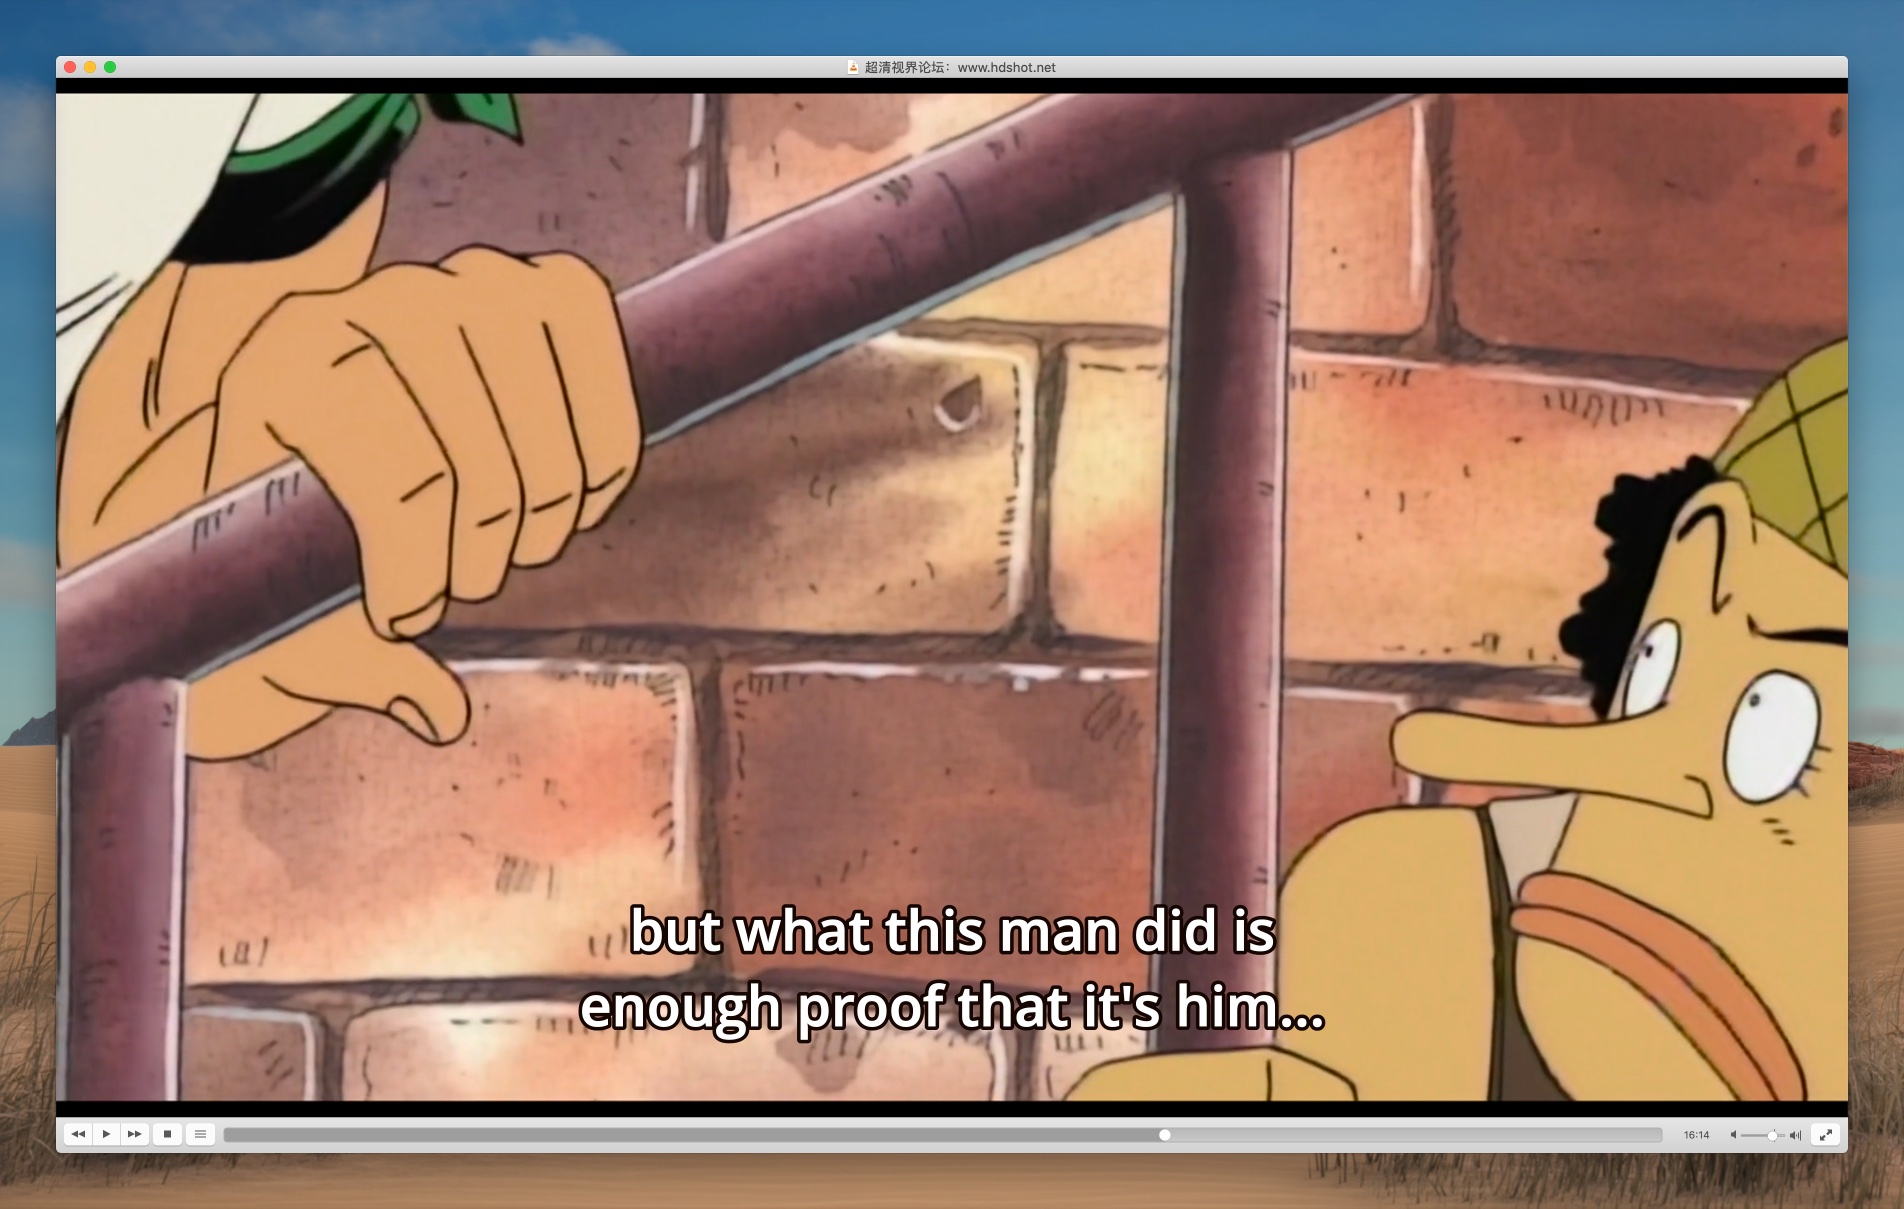 超清视界论坛：www.hdshot.net
but what this man did is
enough proof that it's him...
16:14